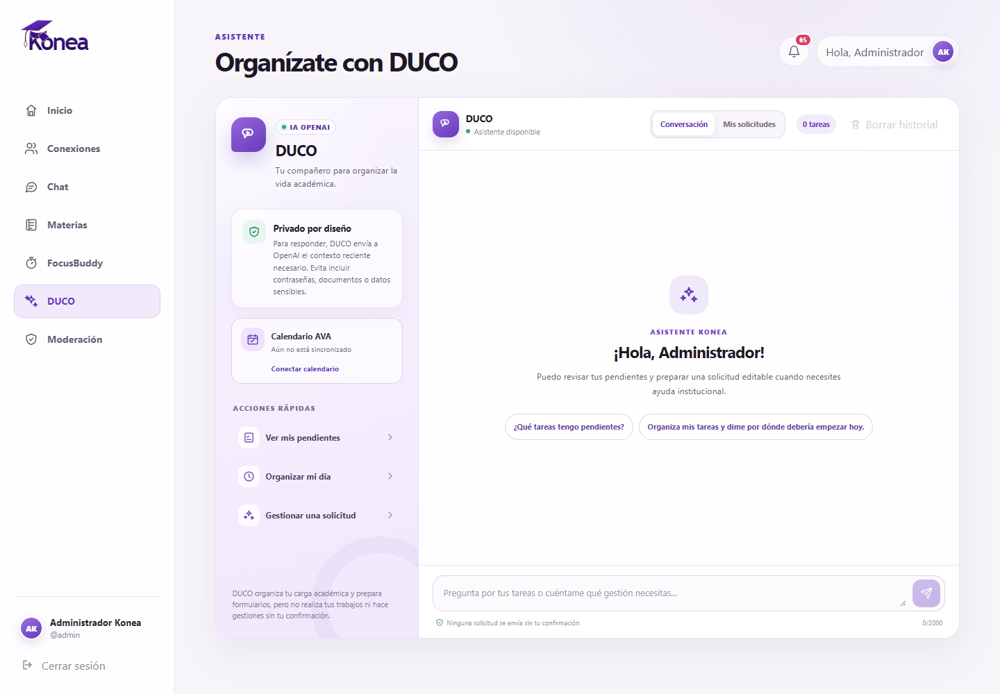 Konea
Inicio
Conexiones
Chat
Materias
FocusBuddy
DUCO
Moderación
AK
Administrador Konea
@admin
Cerrar sesión
ASISTENTE
Organízate con DUCO
65
Hola, Administrador
AK
IA OPENAI
DUCO
Tu compañero para organizar la
vida académica.
Privado por diseño
Para responder, DUCO envía a
OpenAI el contexto reciente
necesario. Evita incluir
contraseñas, documentos o datos
sensibles.
Calendario AVA
Aún no está sincronizado
Conectar calendario
ACCIONES RÁPIDAS
Ver mis pendientes
Organizar mi día
Gestionar una solicitud
DUCO organiza tu carga académica y prepara
formularios, pero no realiza tus trabajos ni hace
gestiones sin tu confirmación.
DUCO
Asistente disponible
Conversación
Mis solicitudes
0 tareas
Borrar historial
ASISTENTE KONEA
¡Hola, Administrador!
Puedo revisar tus pendientes y preparar una solicitud editable cuando necesites
ayuda institucional.
¿Qué tareas tengo pendientes?
Organiza mis tareas y dime por dónde debería empezar hoy.
Pregunta por tus tareas o cuéntame qué gestión necesitas...
Ninguna solicitud se envía sin tu confirmación
0/2000